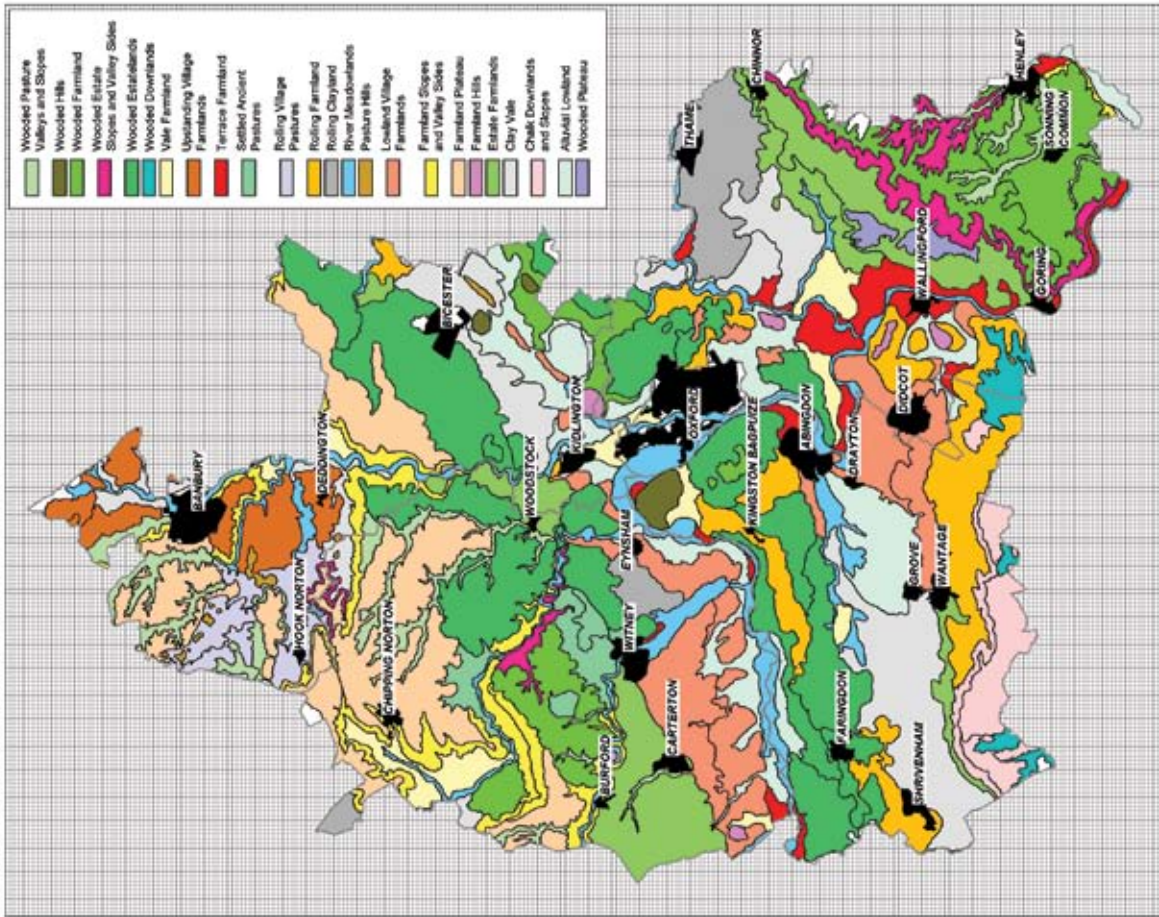 Wooded Pasture
Valleys and Slopes
Wooded Hills
Wooded Farmland
Wooded Estate
Slopes and Valley Sides
Wooded Estatelands
Wooded Downlands
Vale Farmland
Upstanding Village
Farmlands
Terrace Farmland
Settled Ancient
Pastures
Rolling Village
Pastures
Rolling Farmland
Rolling Clayland
River Meadowlands
Pasture Hills
Lowland Village
Farmlands
Farmland Slopes
and Valley Sides
Farmland Plateau
Farmland Hills
Estate Farmlands
Clay Vale
Chalk Downlands
and Slopes
Alluvial Lowland
Wooded Plateau
BANBURY
HOOK NORTON
DEDDINGTON
CHIPPING NORTON
BICESTER
WOODSTOCK
KIDLINGTON
BURFORD
WITNEY
EYNSHAM
CARTERTON
OXFORD
THAME
CHINNOR
KINGSTON BAGPUIZE
ABINGDON
FARINGDON
DRAYTON
SHRIVENHAM
GROVE
WANTAGE
DIDCOT
WALLINGFORD
GORING
SONNING
COMMON
HENLEY